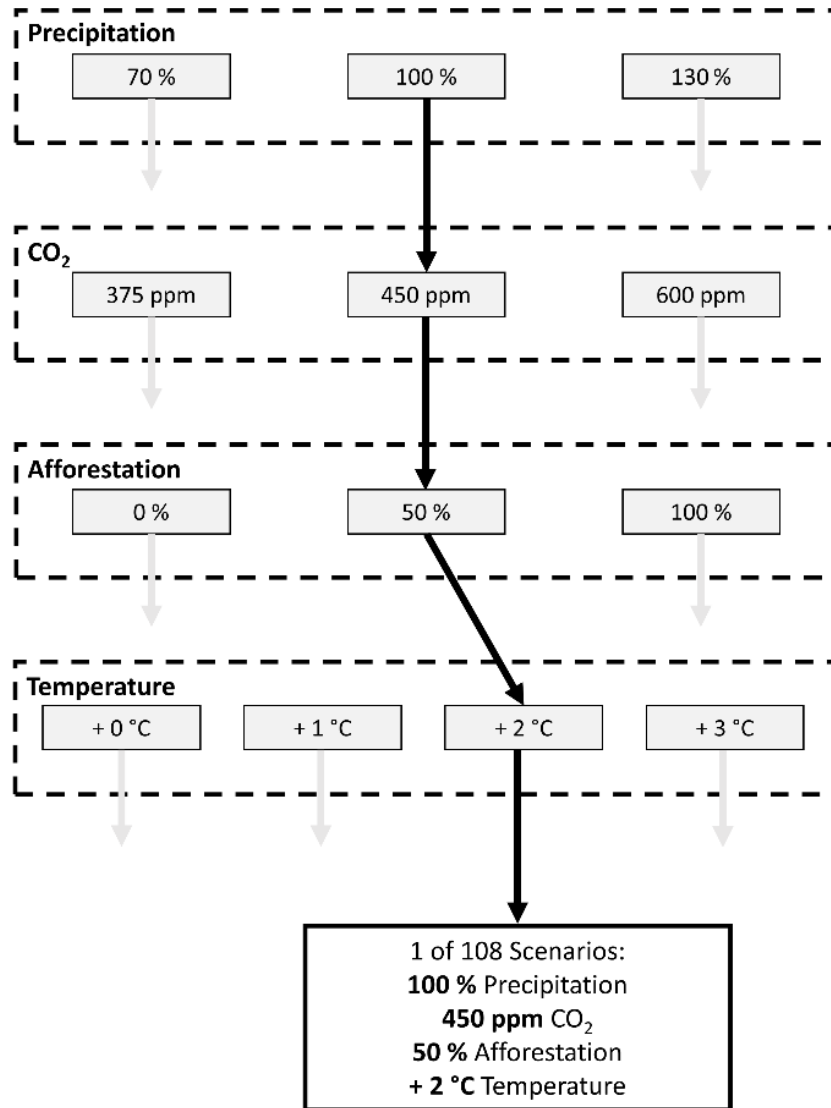 Precipitation
70 %
100 %
130 %
CO₂
375 ppm
450 ppm
600 ppm
Afforestation
0 %
50 %
100 %
Temperature
+ 0 °C
+ 1 °C
+ 2 °C
+ 3 °C
1 of 108 Scenarios:
100 % Precipitation
450 ppm CO₂
50 % Afforestation
+ 2 °C Temperature